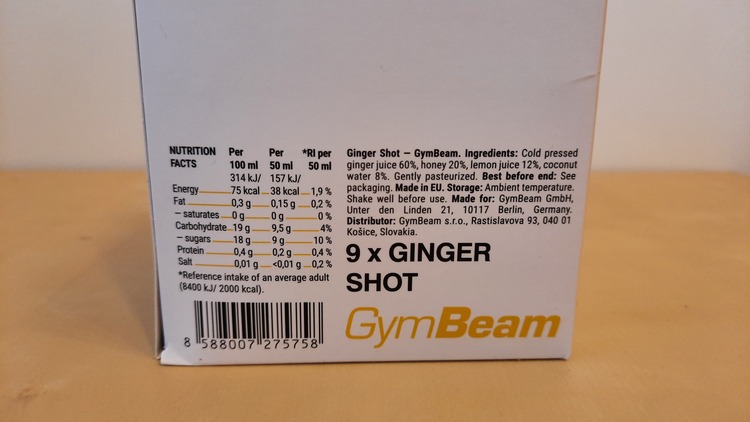 NUTRITION FACTS Per 100 ml Per 50 ml *RI per 50 ml
314 kJ/ 157 kJ/
Energy 75 kcal 38 kcal 1,9 %
Fat 0,3 g 0,15 g 0,2 %
– saturates 0 g 0 g 0 %
Carbohydrate 19 g 9,5 g 4%
– sugars 18 g 9 g 10 %
Protein 0,4 g 0,2 g 0,4 %
Salt 0,01 g <0,01 g 0,2 %
*Reference intake of an average adult
(8400 kJ/ 2000 kcal).
8 588007 275758
Ginger Shot — GymBeam. Ingredients: Cold pressed
ginger juice 60%, honey 20%, lemon juice 12%, coconut
water 8%. Gently pasteurized. Best before end: See
packaging. Made in EU. Storage: Ambient temperature.
Shake well before use. Made for: GymBeam GmbH,
Unter den Linden 21, 10117 Berlin, Germany.
Distributor: GymBeam s.r.o., Rastislavova 93, 040 01
Košice, Slovakia.
9 x GINGER
SHOT
GymBeam